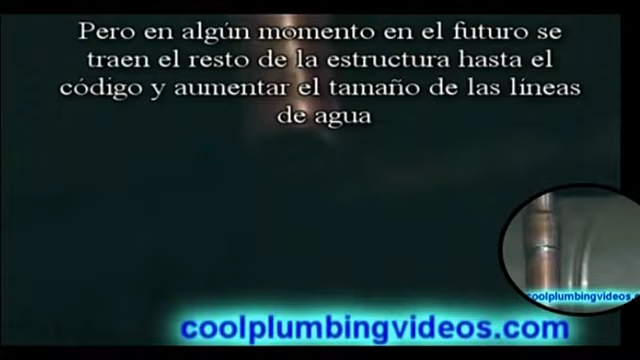 Pero en algún momento en el futuro se
traen el resto de la estructura hasta el
código y aumentar el tamaño de las líneas
de agua
coolplumbingvideos.
coolplumbingvideos.com